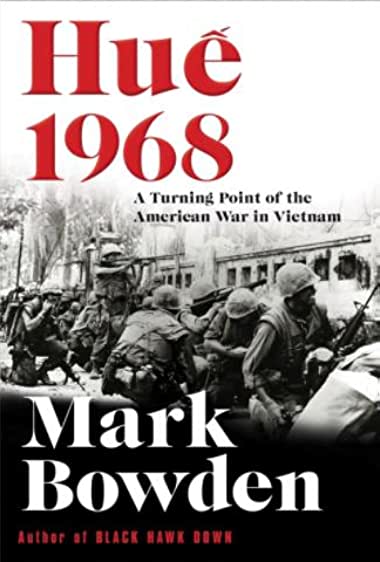 Huế
1968
A Turning Point of the
American War in Vietnam
Mark
Bowden
Author of BLACK HAWK DOWN